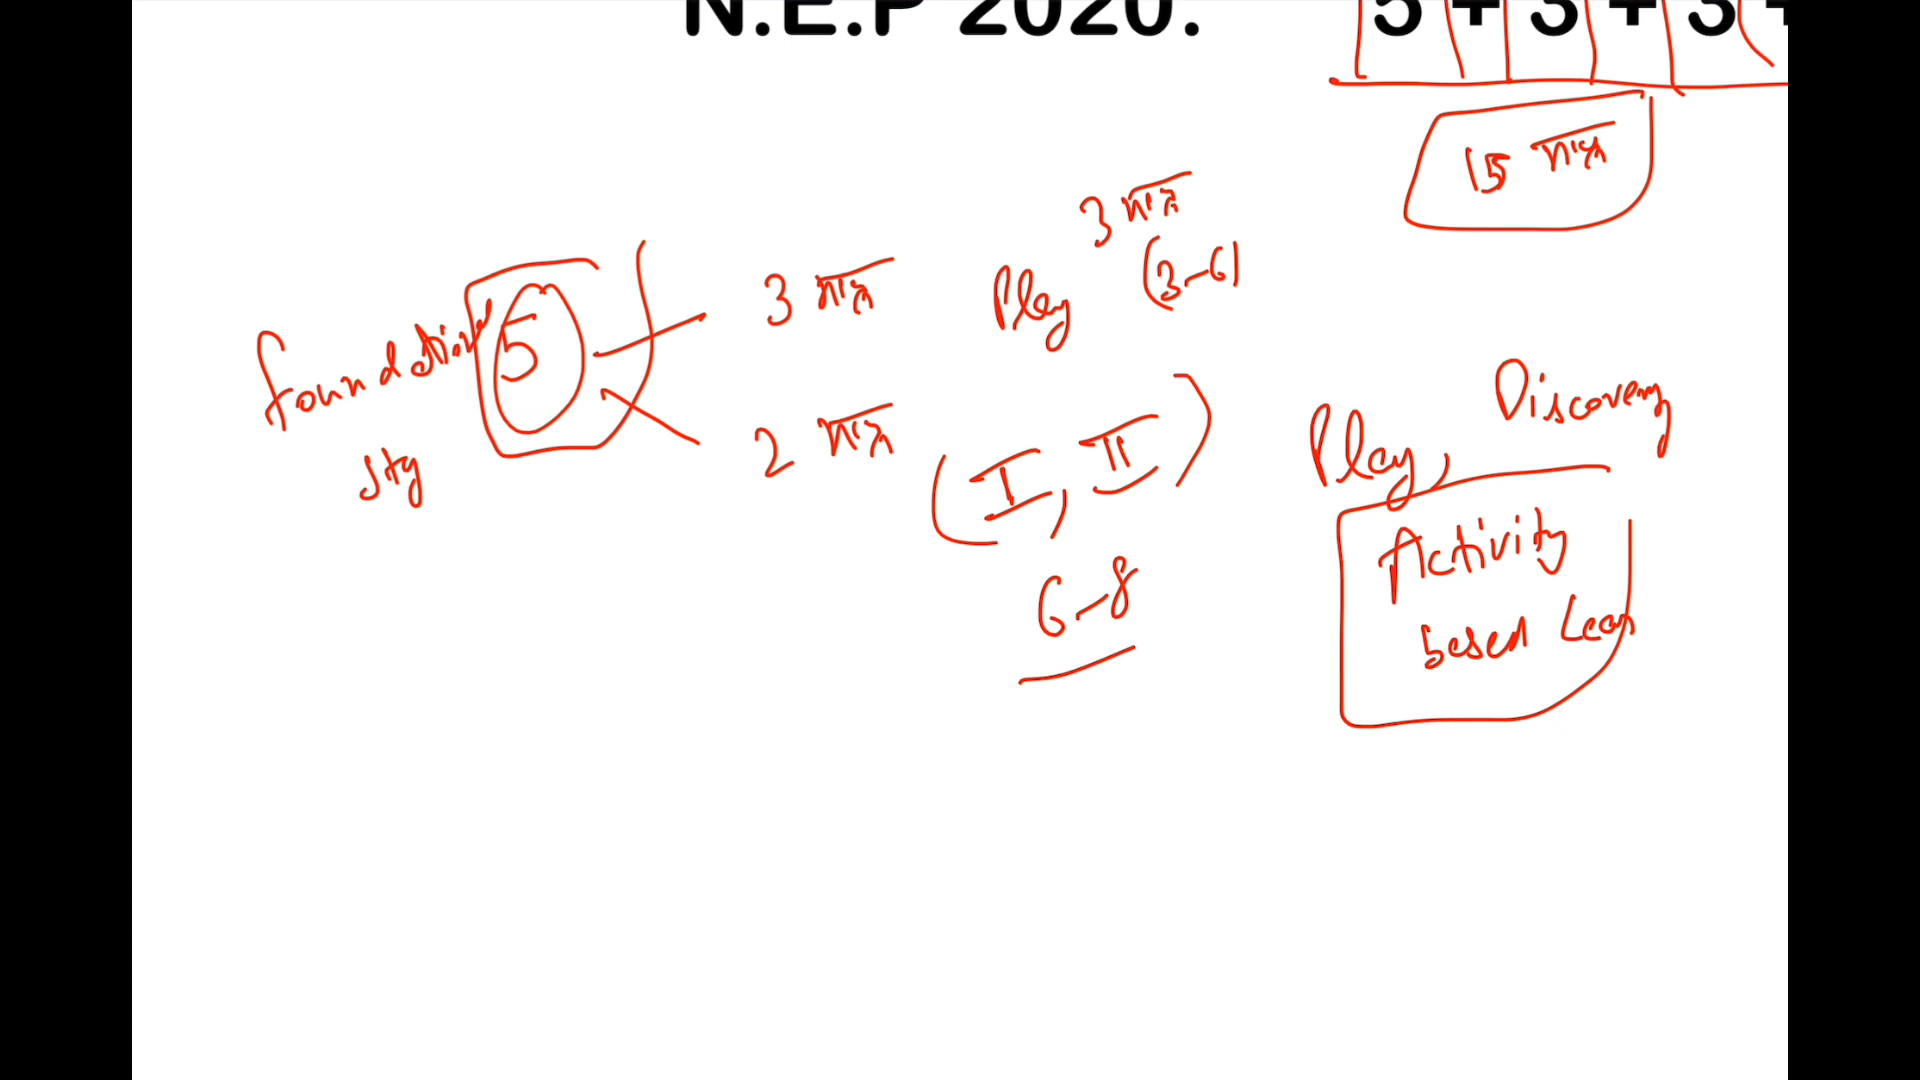 N.E.P 2020. 5 + 3 + 3 +
15 साल
3 साल
(3-6)
3 साल Play
foundational 5
stg
2 साल (I, II)
6-8
Play, Discovery
Activity
based Learn